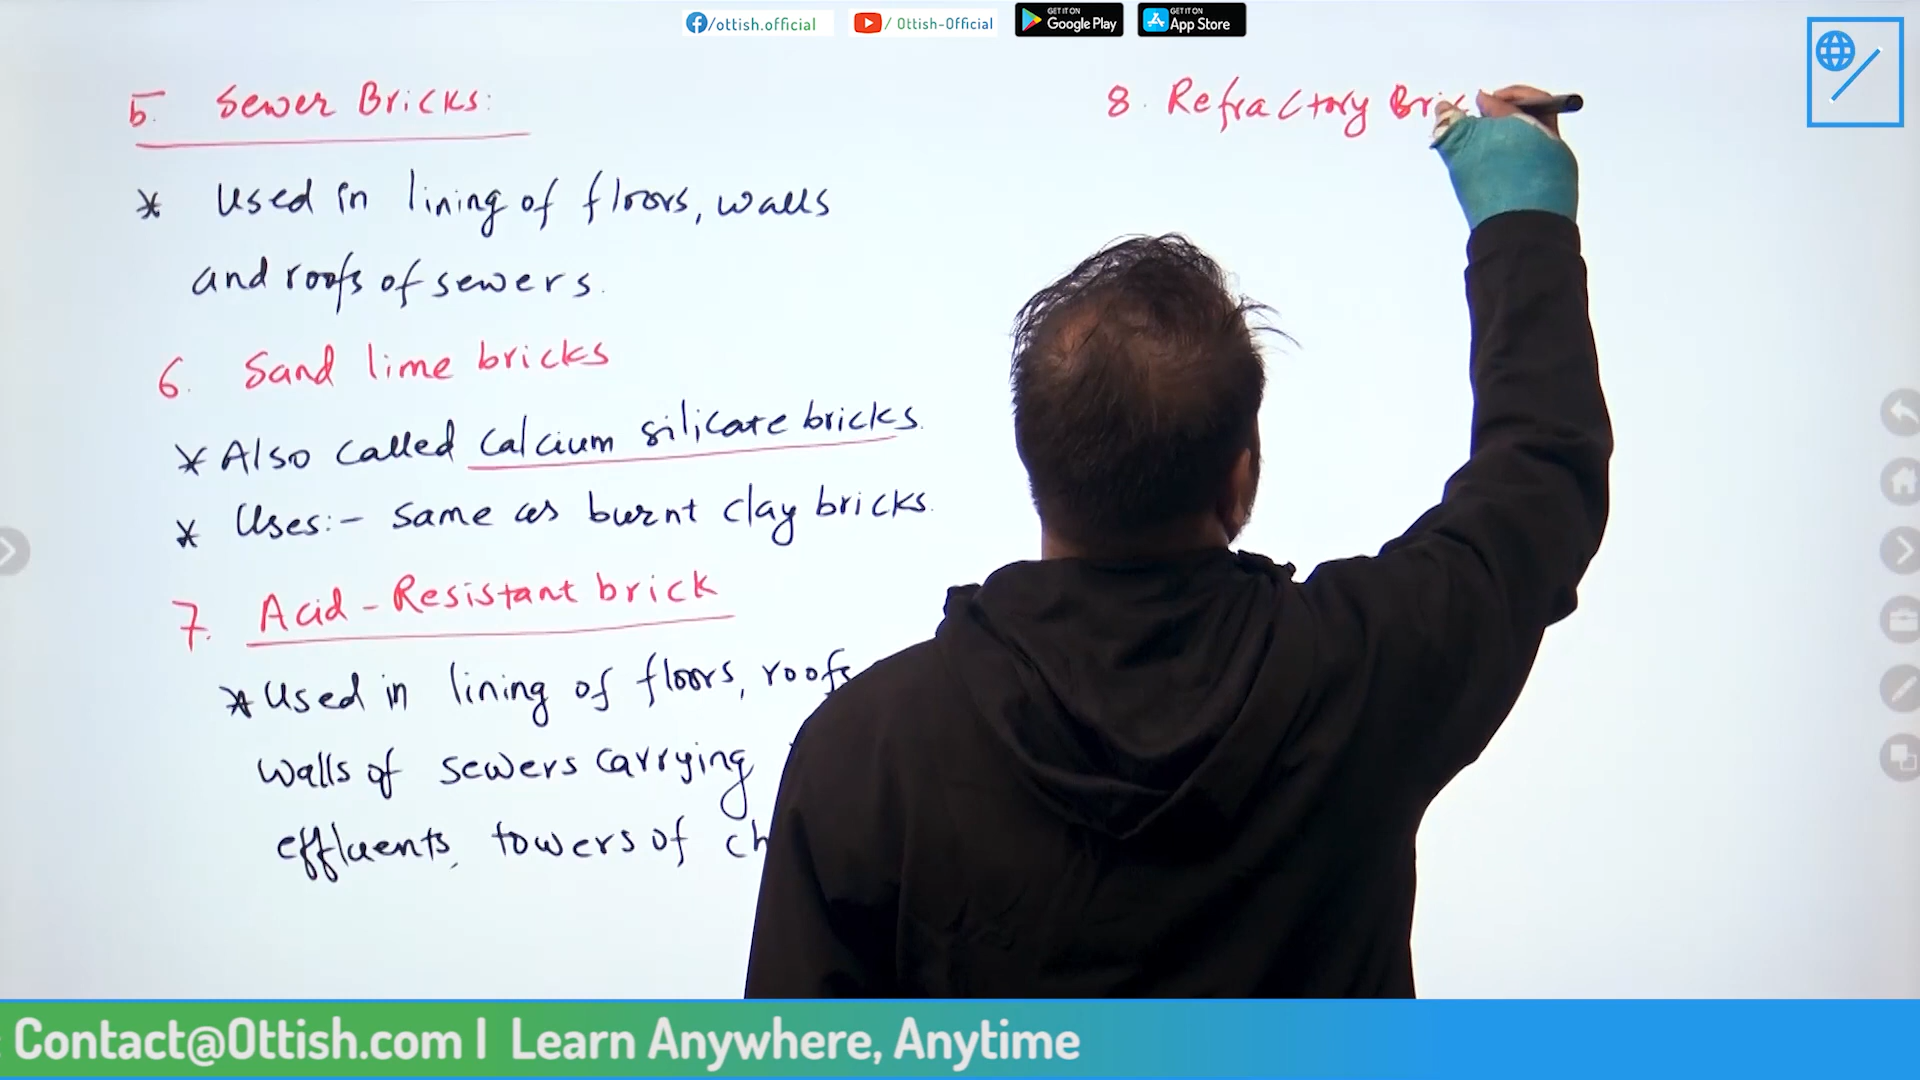 /ottish.official / Ottish-Official GET IT ON Google Play GET IT ON App Store
5. Sewer Bricks:
* Used in lining of floors, walls
and roofs of sewers.
6. Sand lime bricks
* Also called calcium silicate bricks.
* Uses:- same as burnt clay bricks.
7. Acid-Resistant brick
* Used in lining of floors, roofs
walls of sewers carrying
effluents, towers of ch
8. Refractory Bric
Contact@Ottish.com | Learn Anywhere, Anytime